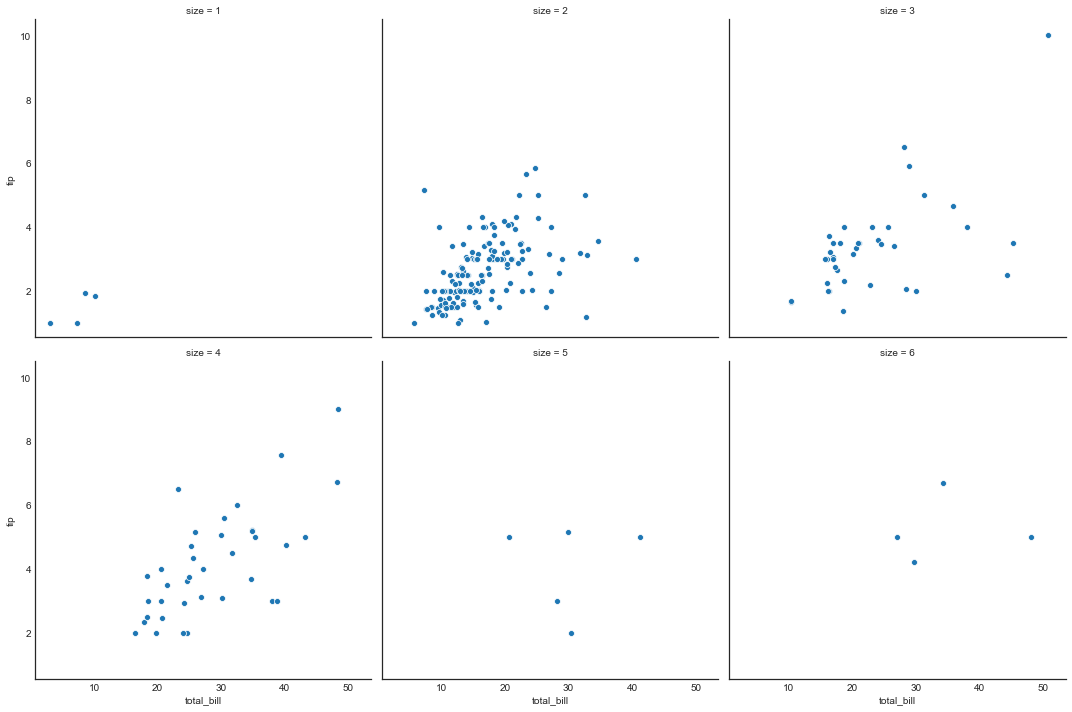 size = 1
size = 2
size = 3
10
8
6
4
2
tip
size = 4
size = 5
size = 6
10
8
6
4
2
tip
10 20 30 40 50
10 20 30 40 50
10 20 30 40 50
total_bill
total_bill
total_bill